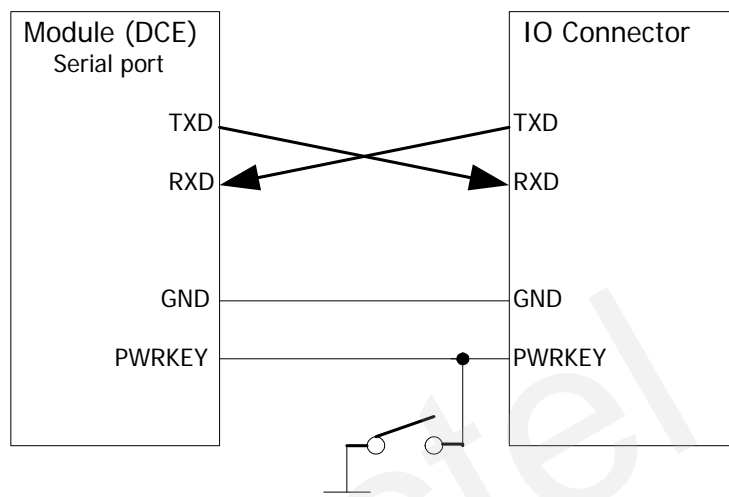 Module (DCE)
Serial port
IO Connector
TXD
TXD
RXD
RXD
GND
GND
PWRKEY
PWRKEY